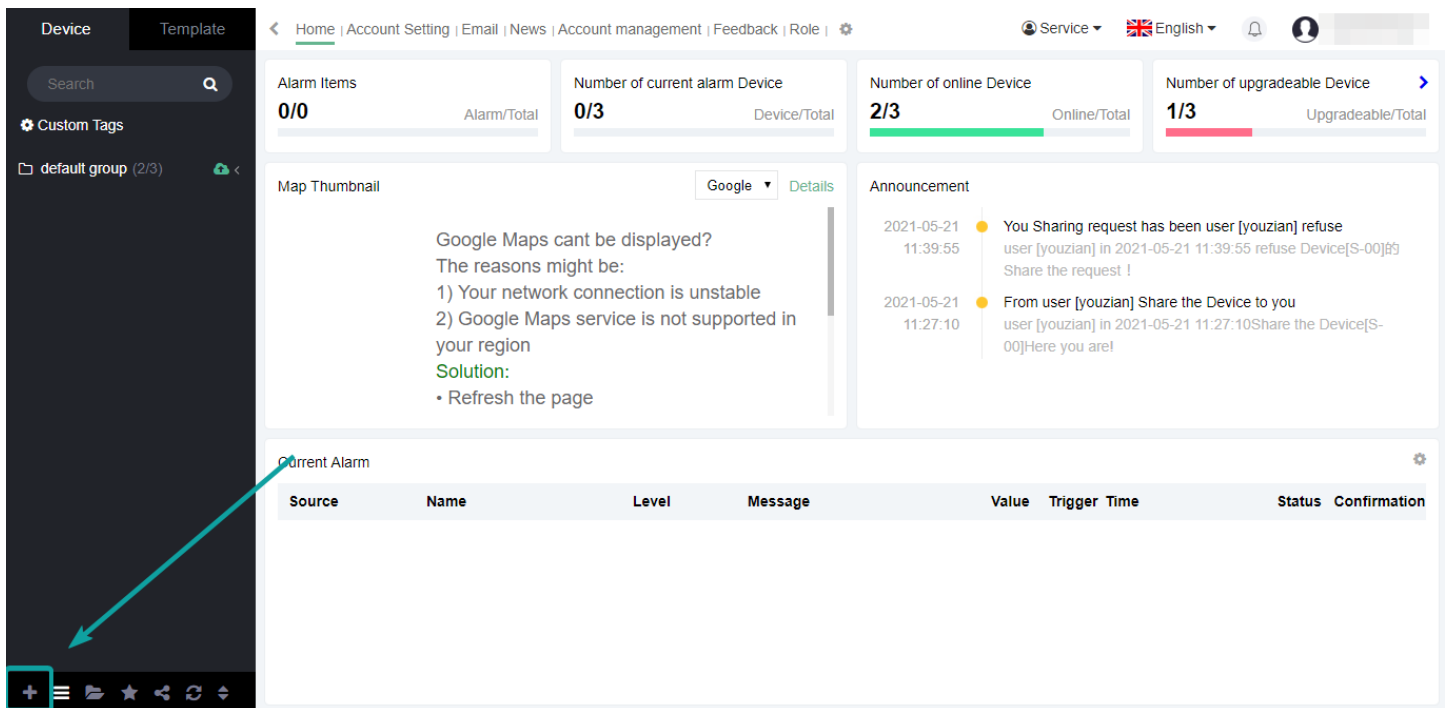 Device Template
Home | Account Setting | Email | News | Account management | Feedback | Role |
Service English
Search
Custom Tags
default group (2/3)
Alarm Items
0/0 Alarm/Total
Number of current alarm Device
0/3 Device/Total
Number of online Device
2/3 Online/Total
Number of upgradeable Device
1/3 Upgradeable/Total
Map Thumbnail Google Details
Google Maps cant be displayed?
The reasons might be:
1) Your network connection is unstable
2) Google Maps service is not supported in
your region
Solution:
• Refresh the page
Announcement
2021-05-21 You Sharing request has been user [youzian] refuse
11:39:55 user [youzian] in 2021-05-21 11:39:55 refuse Device[S-00]的
Share the request！
2021-05-21 From user [youzian] Share the Device to you
11:27:10 user [youzian] in 2021-05-21 11:27:10Share the Device[S-
00]Here you are!
Current Alarm
Source Name Level Message Value Trigger Time Status Confirmation